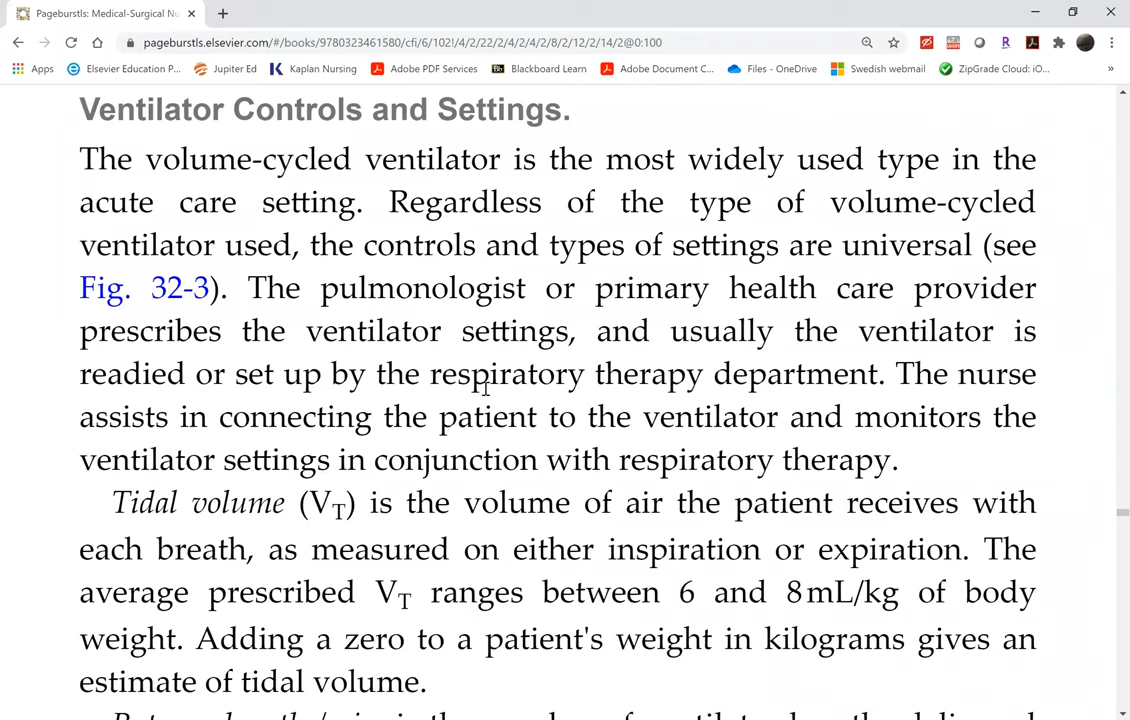 Pageburstls: Medical-Surgical Nu
pageburstls.elsevier.com/#/books/9780323461580/cfi/6/102!/4/2/22/2/4/2/4/2/8/2/12/2/14/2@0:100
Apps Elsevier Education P... Jupiter Ed Kaplan Nursing Adobe PDF Services Bb Blackboard Learn Adobe Document C... Files - OneDrive Swedish webmail ZipGrade Cloud: iO... »
Ventilator Controls and Settings.
The volume-cycled ventilator is the most widely used type in the
acute care setting. Regardless of the type of volume-cycled
ventilator used, the controls and types of settings are universal (see
Fig. 32-3). The pulmonologist or primary health care provider
prescribes the ventilator settings, and usually the ventilator is
readied or set up by the respiratory therapy department. The nurse
assists in connecting the patient to the ventilator and monitors the
ventilator settings in conjunction with respiratory therapy.
Tidal volume (VT) is the volume of air the patient receives with
each breath, as measured on either inspiration or expiration. The
average prescribed VT ranges between 6 and 8 mL/kg of body
weight. Adding a zero to a patient's weight in kilograms gives an
estimate of tidal volume.